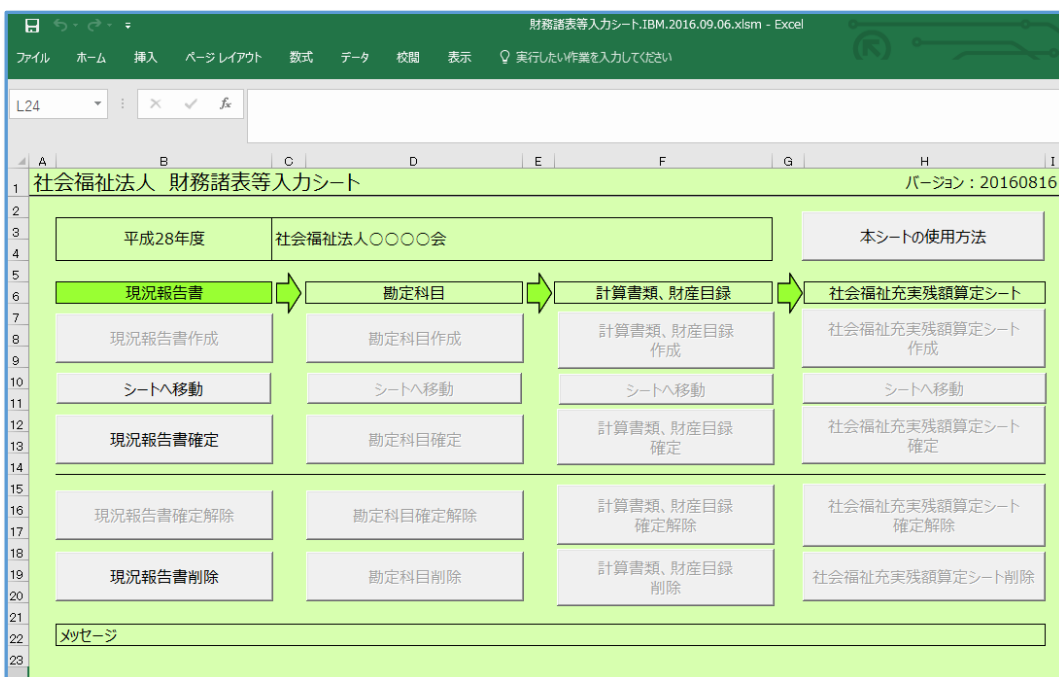 財務諸表等入力シート.IBM.2016.09.06.xlsm - Excel
ファイル ホーム 挿入 ページ レイアウト 数式 データ 校閲 表示 実行したい作業を入力してください
L24 fx
A B C D E F G H I
1 社会福祉法人 財務諸表等入力シート バージョン：20160816
2
3 平成28年度 社会福祉法人○○○○会 本シートの使用方法
4
5
6 現況報告書 勘定科目 計算書類、財産目録 社会福祉充実残額算定シート
7
8 現況報告書作成 勘定科目作成 計算書類、財産目録 社会福祉充実残額算定シート
作成 作成
9
10 シートへ移動 シートへ移動 シートへ移動 シートへ移動
11
12 現況報告書確定 勘定科目確定 計算書類、財産目録 社会福祉充実残額算定シート
13 確定 確定
14
15
16 現況報告書確定解除 勘定科目確定解除 計算書類、財産目録 社会福祉充実残額算定シート
17 確定解除 確定解除
18
19 現況報告書削除 勘定科目削除 計算書類、財産目録 社会福祉充実残額算定シート削除
20 削除
21
22 メッセージ
23